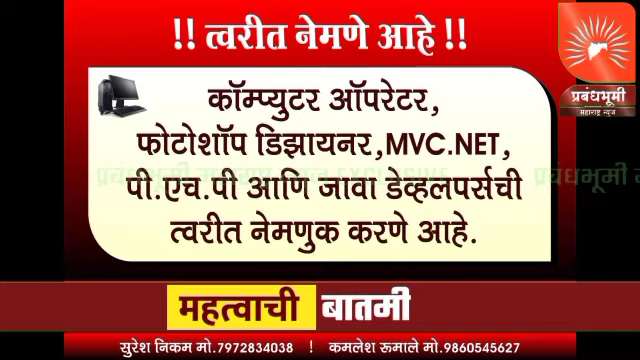 !! त्वरीत नेमणे आहे !!
प्रबंधभूमी
महाराष्ट्र न्यूज
कॉम्प्युटर ऑपरेटर,
फोटोशॉप डिझायनर,MVC.NET,
पी.एच.पी आणि जावा डेव्हलपर्सची
त्वरीत नेमणुक करणे आहे.
महत्वाची बातमी
सुरेश निकम मो.7972834038 ! कमलेश रूमाले मो.9860545627